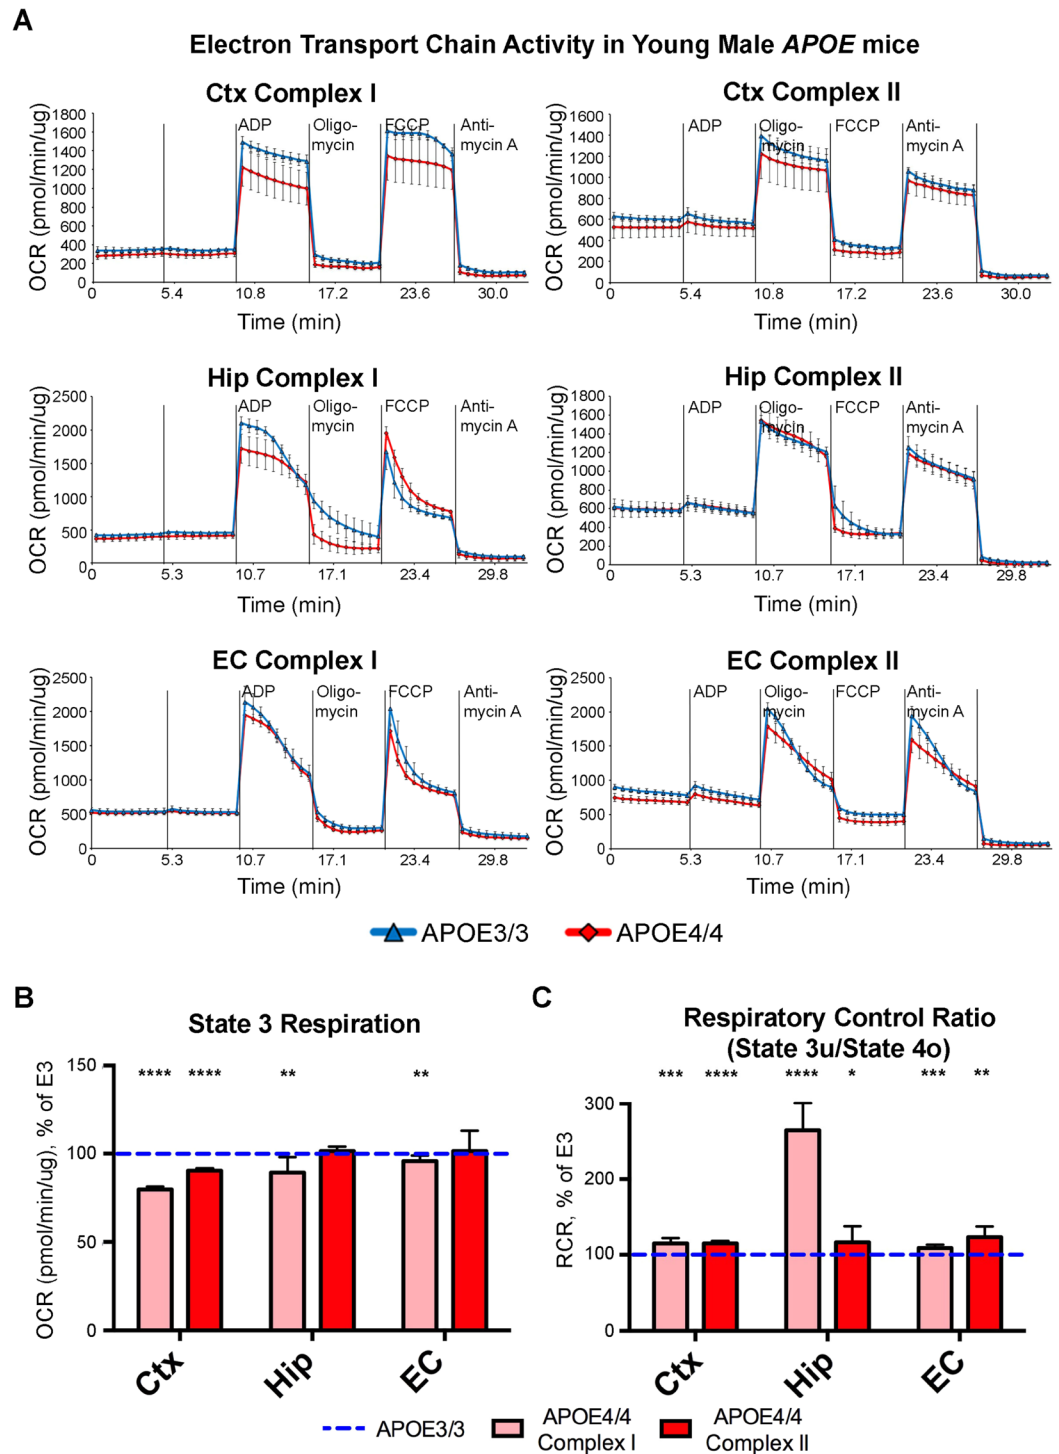 A
Electron Transport Chain Activity in Young Male APOE mice
Ctx Complex I
OCR (pmol/min/ug)
1800
1600
1400
1200
1000
800
600
400
200
0
ADP
Oligo-
mycin
FCCP
Anti-
mycin A
0 5.4 10.8 17.2 23.6 30.0
Time (min)
Ctx Complex II
OCR (pmol/min/ug)
1600
1400
1200
1000
800
600
400
200
0
ADP
Oligo-
mycin
FCCP
Anti-
mycin A
0 5.4 10.8 17.2 23.6 30.0
Time (min)
Hip Complex I
OCR (pmol/min/ug)
2500
2000
1500
1000
500
0
ADP
Oligo-
mycin
FCCP
Anti-
mycin A
0 5.3 10.7 17.1 23.4 29.8
Time (min)
Hip Complex II
OCR (pmol/min/ug)
1800
1600
1400
1200
1000
800
600
400
200
0
ADP
Oligo-
mycin
FCCP
Anti-
mycin A
0 5.3 10.7 17.1 23.4 29.8
Time (min)
EC Complex I
OCR (pmol/min/ug)
2500
2000
1500
1000
500
0
ADP
Oligo-
mycin
FCCP
Anti-
mycin A
0 5.3 10.7 17.1 23.4 29.8
Time (min)
EC Complex II
OCR (pmol/min/ug)
2500
2000
1500
1000
500
0
ADP
Oligo-
mycin
FCCP
Anti-
mycin A
0 5.3 10.7 17.1 23.4 29.8
Time (min)
APOE3/3 APOE4/4
B
State 3 Respiration
OCR (pmol/min/ug), % of E3
150
100
50
0
**** **** ** **
Ctx Hip EC
C
Respiratory Control Ratio
(State 3u/State 4o)
RCR, % of E3
300
200
100
0
*** **** **** * *** **
Ctx Hip EC
APOE3/3
APOE4/4
Complex I
APOE4/4
Complex II